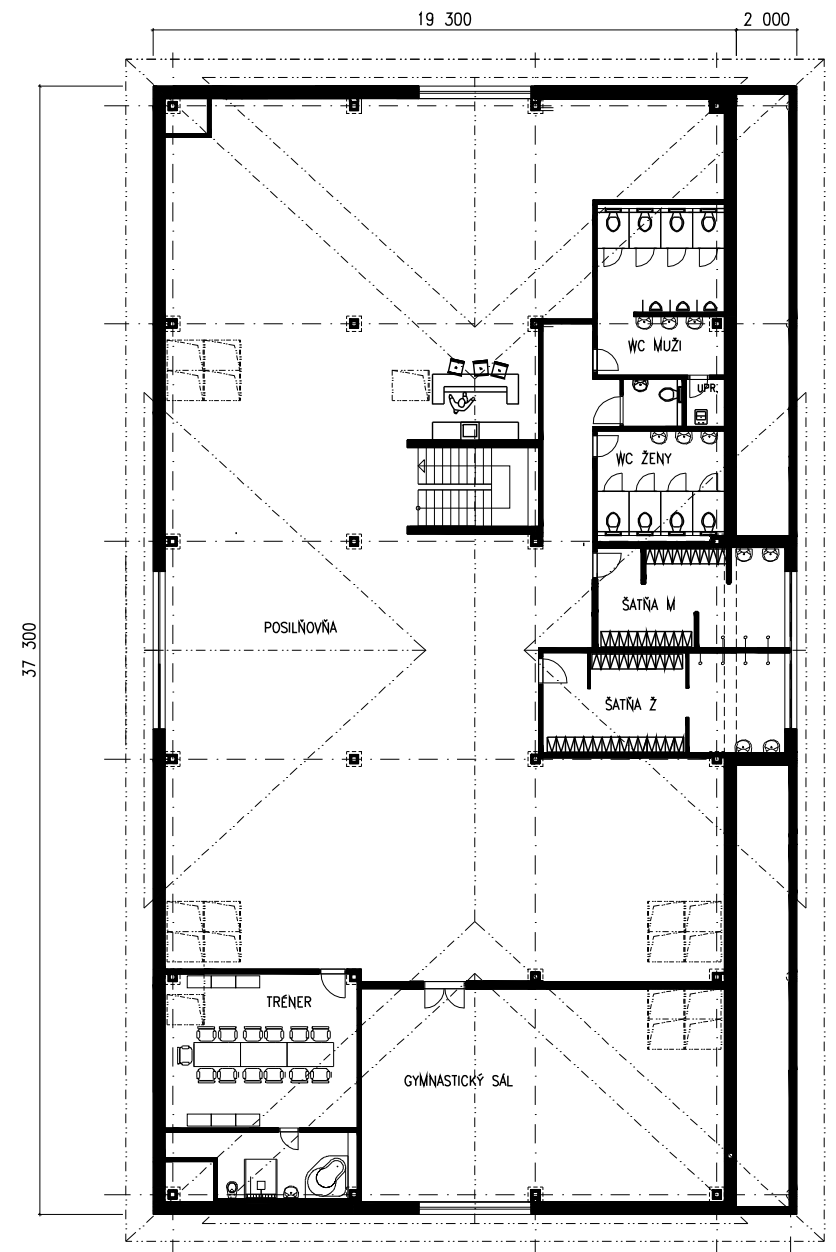 19 300
2 000
37 300
WC MUŽI
UPR.
WC ŽENY
ŠATŇA M
POSILŇOVŇA
ŠATŇA Ž
TRÉNER
GYMNASTICKÝ SÁL